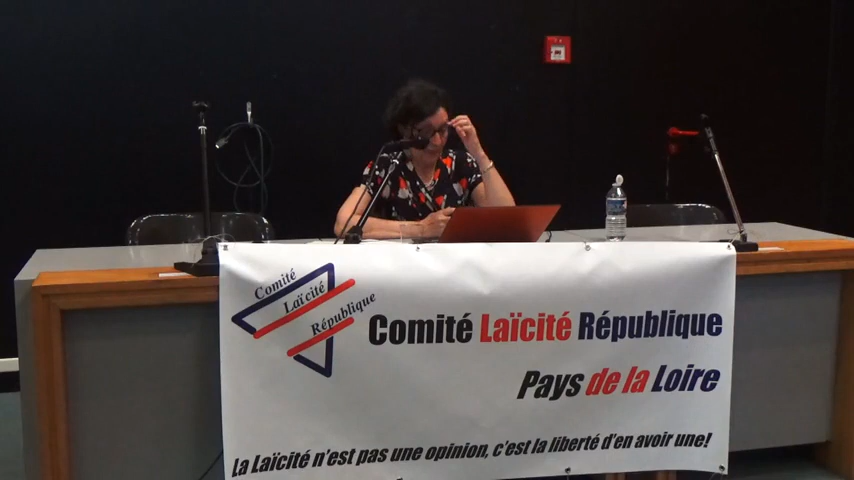 Comité
Laïcité
République
Comité Laïcité République
Pays de la Loire
La Laïcité n'est pas une opinion, c'est la liberté d'en avoir une!